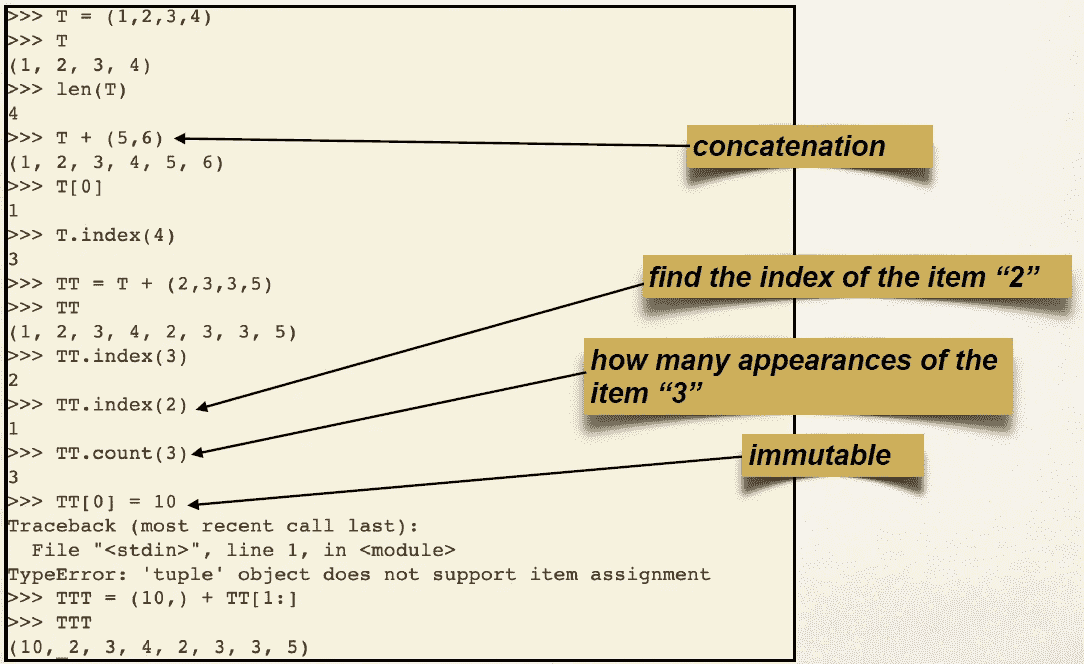 >>> T = (1,2,3,4)
>>> T
(1, 2, 3, 4)
>>> len(T)
4
>>> T + (5,6)
concatenation
(1, 2, 3, 4, 5, 6)
>>> T[0]
1
>>> T.index(4)
3
>>> TT = T + (2,3,3,5)
find the index of the item “2”
>>> TT
(1, 2, 3, 4, 2, 3, 3, 5)
>>> TT.index(3)
2
>>> TT.index(2)
how many appearances of the
item “3”
1
>>> TT.count(3)
3
immutable
>>> TT[0] = 10
Traceback (most recent call last):
  File "<stdin>", line 1, in <module>
TypeError: 'tuple' object does not support item assignment
>>> TTT = (10,) + TT[1:]
>>> TTT
(10, 2, 3, 4, 2, 3, 3, 5)